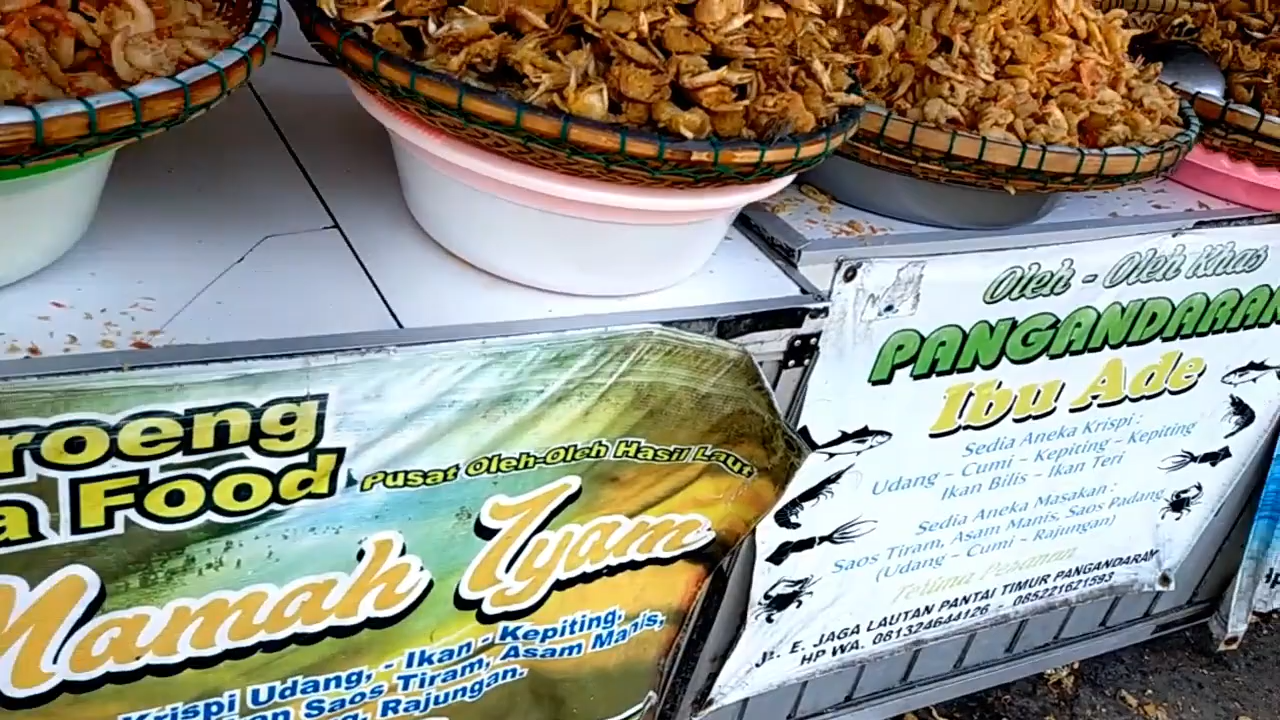 roeng
a Food
Pusat Oleh-Oleh Hasil Laut
Mamah Iyam
Krispi Udang, - Ikan - Kepiting,
Saos Tiram, Asam Manis,
Rajungan.
Oleh - Oleh Khas
PANGANDARAN
Ibu Ade
Sedia Aneka Krispi :
Udang - Cumi - Kepiting
Ikan Bilis - Ikan Teri
Sedia Aneka Masakan :
Saos Tiram, Asam Manis, Saos Padang
(Udang - Cumi - Rajungan)
Terima Pesanan
JL. E. JAGA LAUTAN PANTAI TIMUR PANGANDARAN
HP WA. 081324644126 - 085221621593